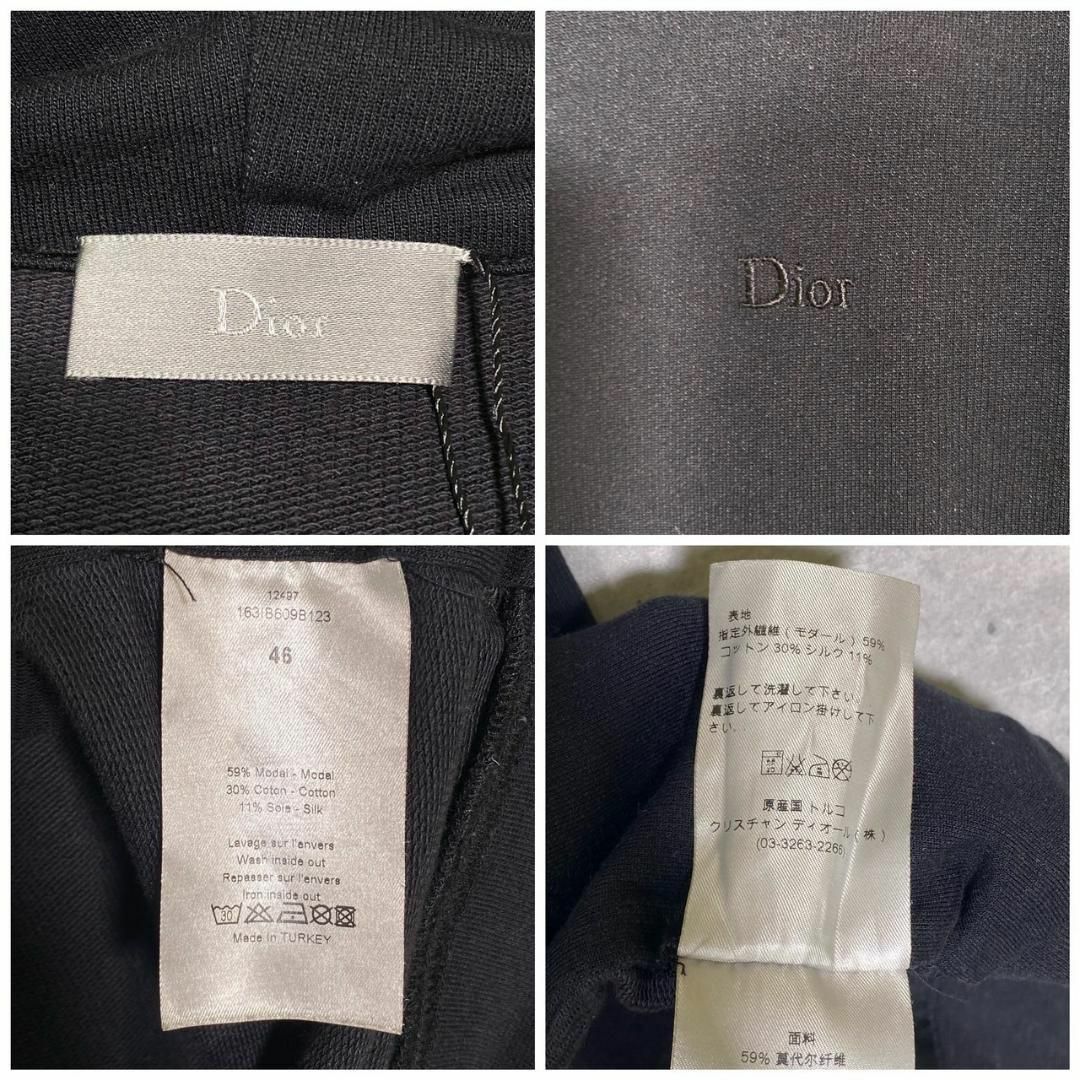 Dior
Dior
12497
163IB609B123
46
59% Modal - Modal
30% Coton - Cotton
11% Soie - Silk
Lavage sur l'envers
Wash inside out
Repasser sur l'envers
Iron inside out
30
Made in TURKEY
表地
指定外繊維 ( モダール ) 59%
コットン 30% シルク 11%
裏返して洗濯して下さい.
裏返してアイロン掛けして下
さい..
原産国 トルコ
クリスチャン ディオール ( 株 )
(03-3263-2266)
面料
59% 莫代尔纤维